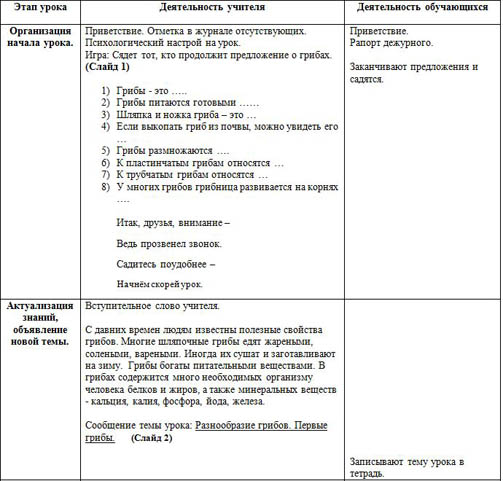 Этап урока
Деятельность учителя
Деятельность обучающихся
Организация
начала урока.
Приветствие. Отметка в журнале отсутствующих.
Психологический настрой на урок.
Игра: Сядет тот, кто продолжит предложение о грибах.
(Слайд 1)
1) Грибы - это …..
2) Грибы питаются готовыми ……
3) Шляпка и ножка гриба – это …
4) Если выкопать гриб из почвы, можно увидеть его
…
5) Грибы размножаются ….
6) К пластинчатым грибам относятся …
7) К трубчатым грибам относятся …
8) У многих грибов грибница развивается на корнях
….
Итак, друзья, внимание –
Ведь прозвенел звонок.
Садитесь поудобнее –
Начнём скорей урок.
Приветствие.
Рапорт дежурного.
Заканчивают предложения и
садятся.
Актуализация
знаний,
объявление
новой темы.
Вступительное слово учителя.
С давних времен людям известны полезные свойства
грибов. Многие шляпочные грибы едят жареными,
солеными, вареными. Иногда их сушат и заготавливают
на зиму. Грибы богаты питательными веществами. В
грибах содержится много необходимых организму
человека белков и жиров, а также минеральных веществ
- кальция, калия, фосфора, йода, железа.
Сообщение темы урока: Разнообразие грибов. Первые
грибы. (Слайд 2)
Записывают тему урока в
тетрадь.